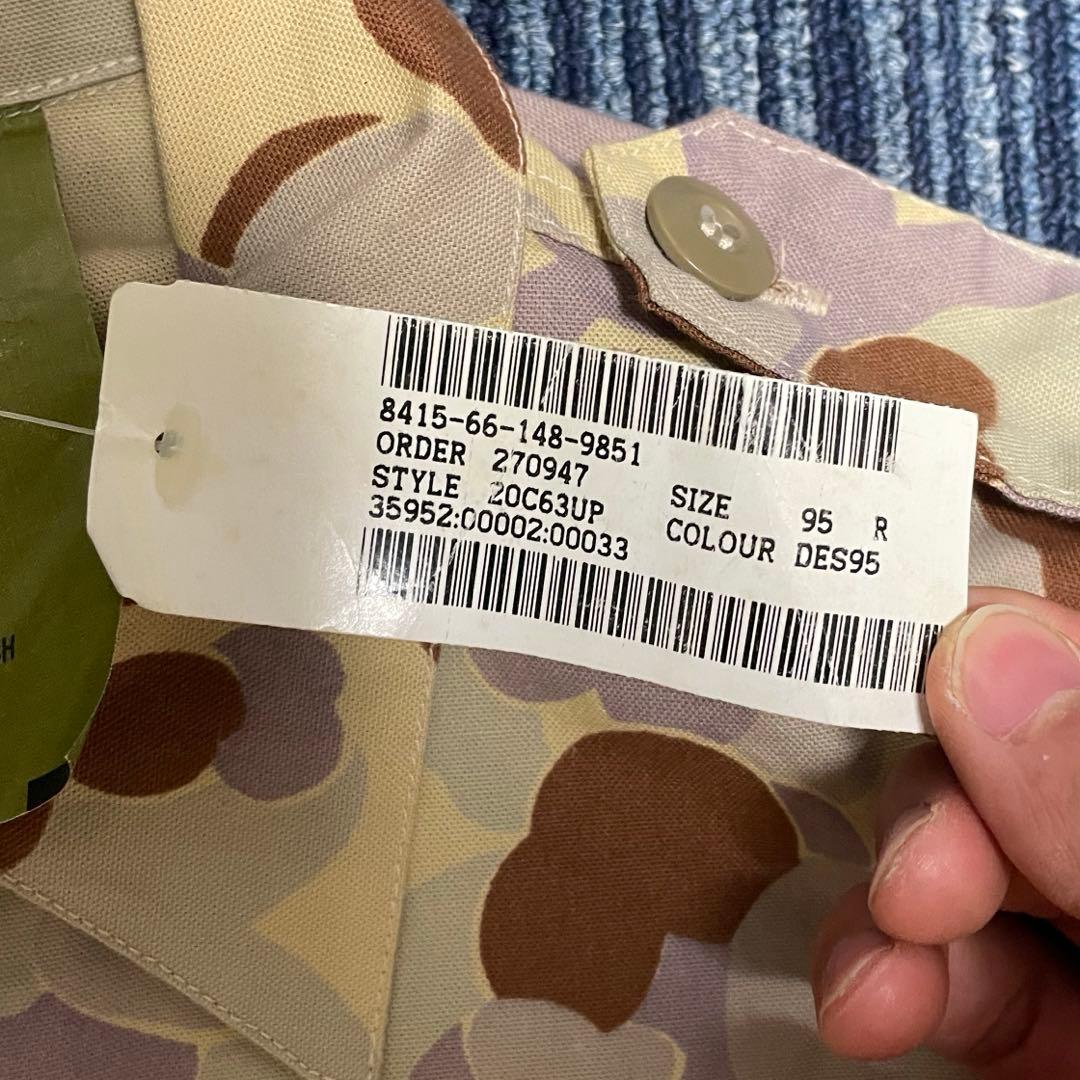 8415-66-148-9851
ORDER 270947
STYLE 20C63UP SIZE 95 R
35952:00002:00033 COLOUR DES95